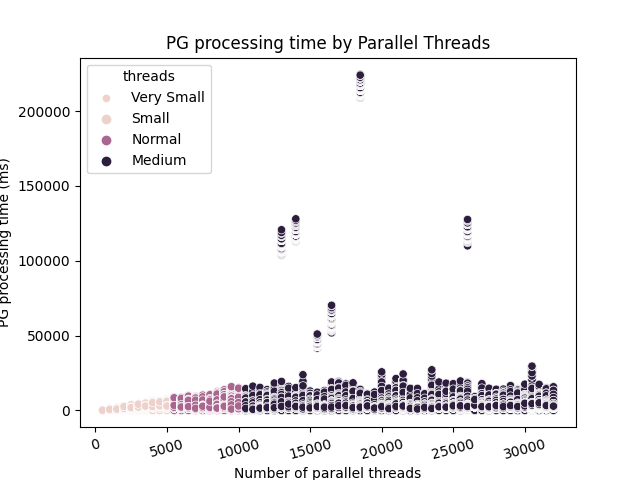 PG processing time by Parallel Threads
threads
Very Small
Small
Normal
Medium
PG processing time (ms)
200000
150000
100000
50000
0
0
5000
10000
15000
20000
25000
30000
Number of parallel threads